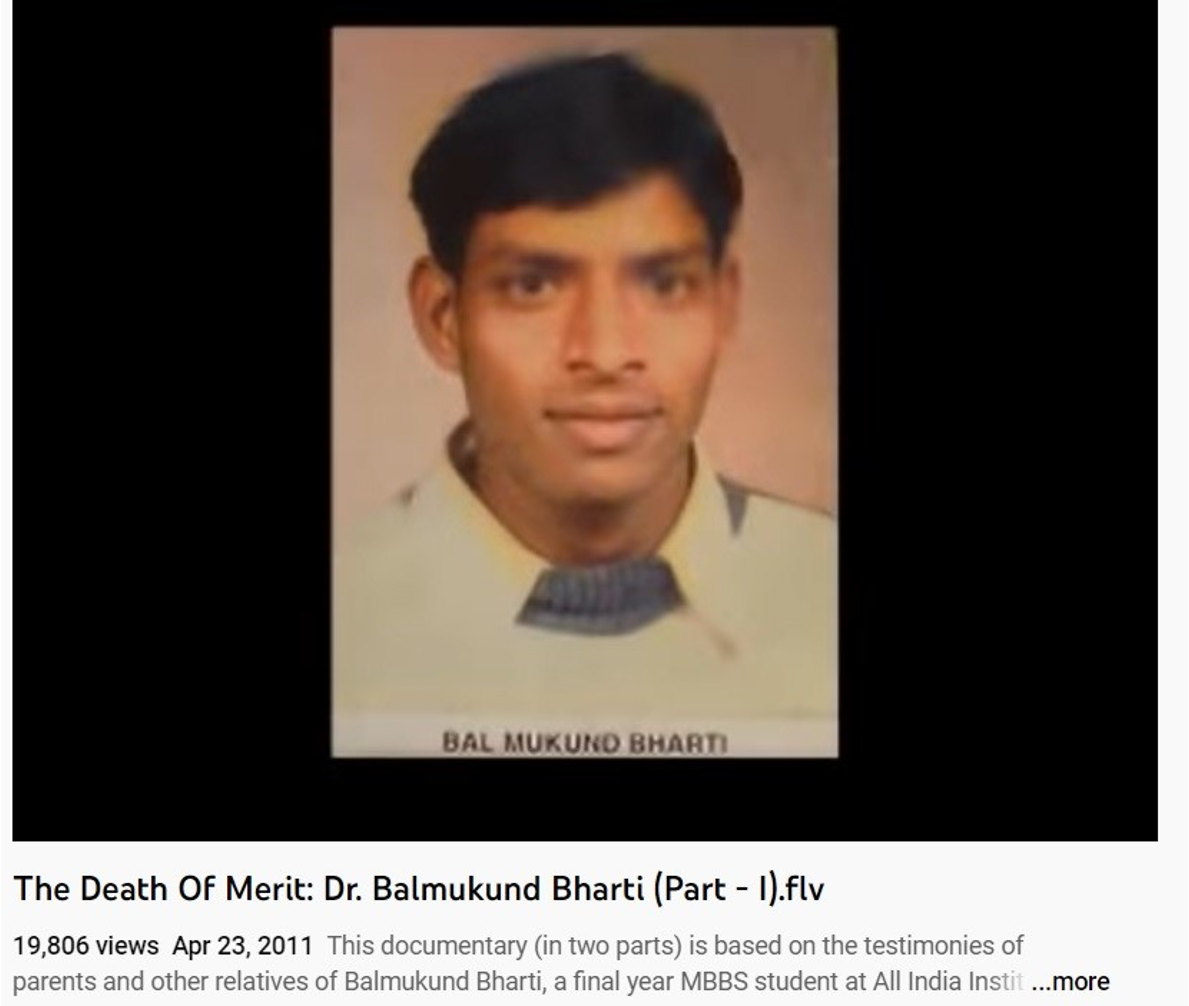 BAL MUKUND BHARTI
The Death Of Merit: Dr. Balmukund Bharti (Part - I).flv
19,806 views Apr 23, 2011 This documentary (in two parts) is based on the testimonies of
parents and other relatives of Balmukund Bharti, a final year MBBS student at All India Instit ...more